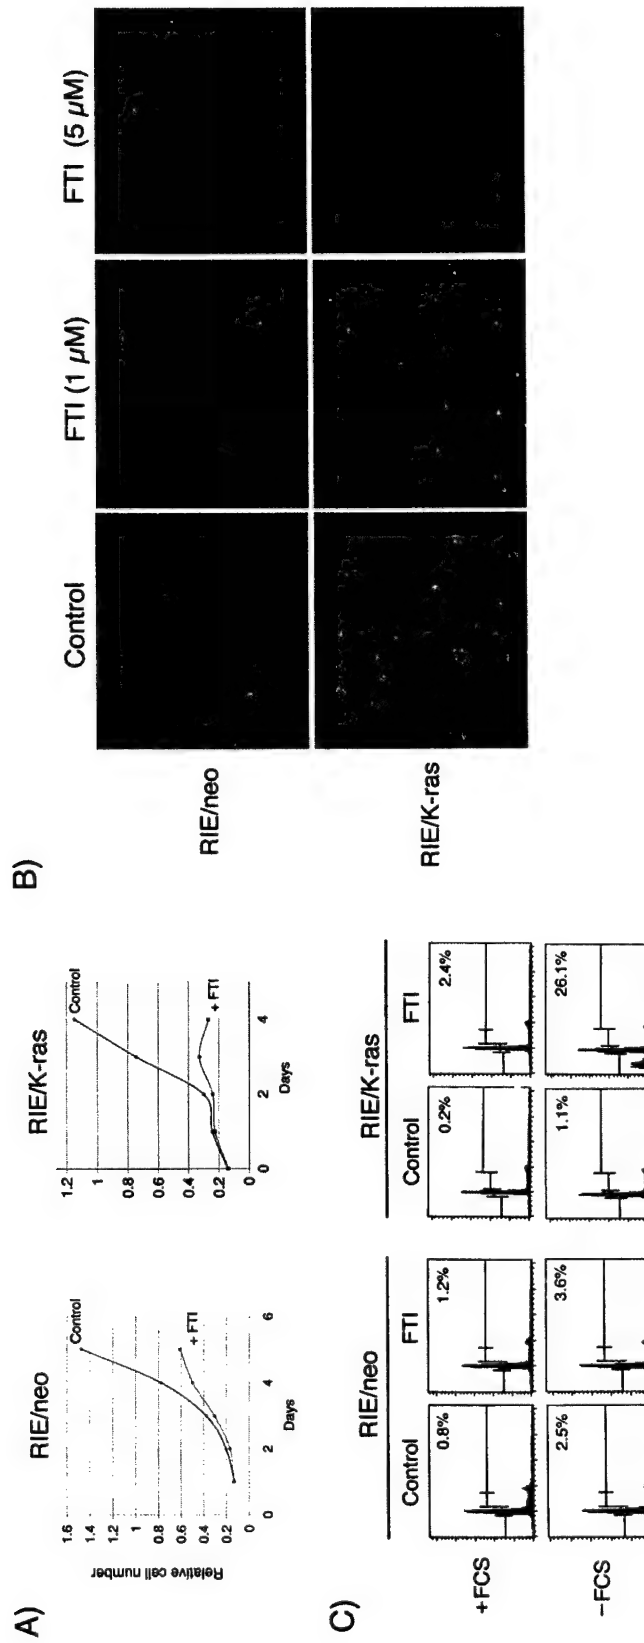 A)
RIE/neo
Relative cell number
1.6
1.4
1.2
1
0.8
0.6
0.4
0.2
0
0 2 4 6
Days
Control
+ FTI
RIE/K-ras
1.2
1
0.8
0.6
0.4
0.2
0
0 2 4
Days
Control
+ FTI
B)
Control FTI (1 μM) FTI (5 μM)
RIE/neo
RIE/K-ras
C)
RIE/neo RIE/K-ras
Control FTI Control FTI
+FCS 0.8% 1.2% 0.2% 2.4%
−FCS 2.5% 3.6% 1.1% 26.1%